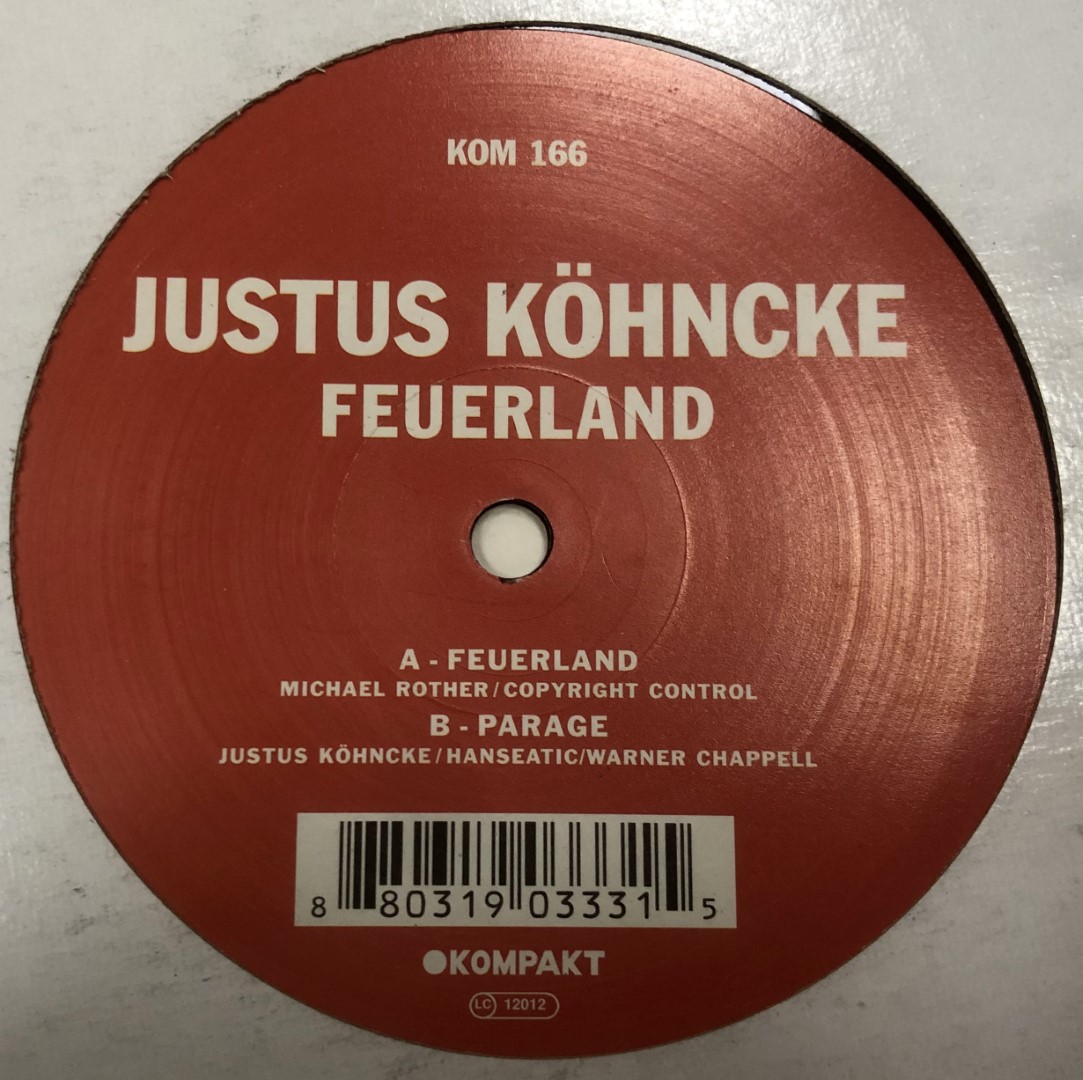 KOM 166
JUSTUS KÖHNCKE
FEUERLAND
A - FEUERLAND
MICHAEL ROTHER/COPYRIGHT CONTROL
B - PARAGE
JUSTUS KÖHNCKE/HANSEATIC/WARNER CHAPPELL
8 80319 03331 5
KOMPAKT
LC 12012